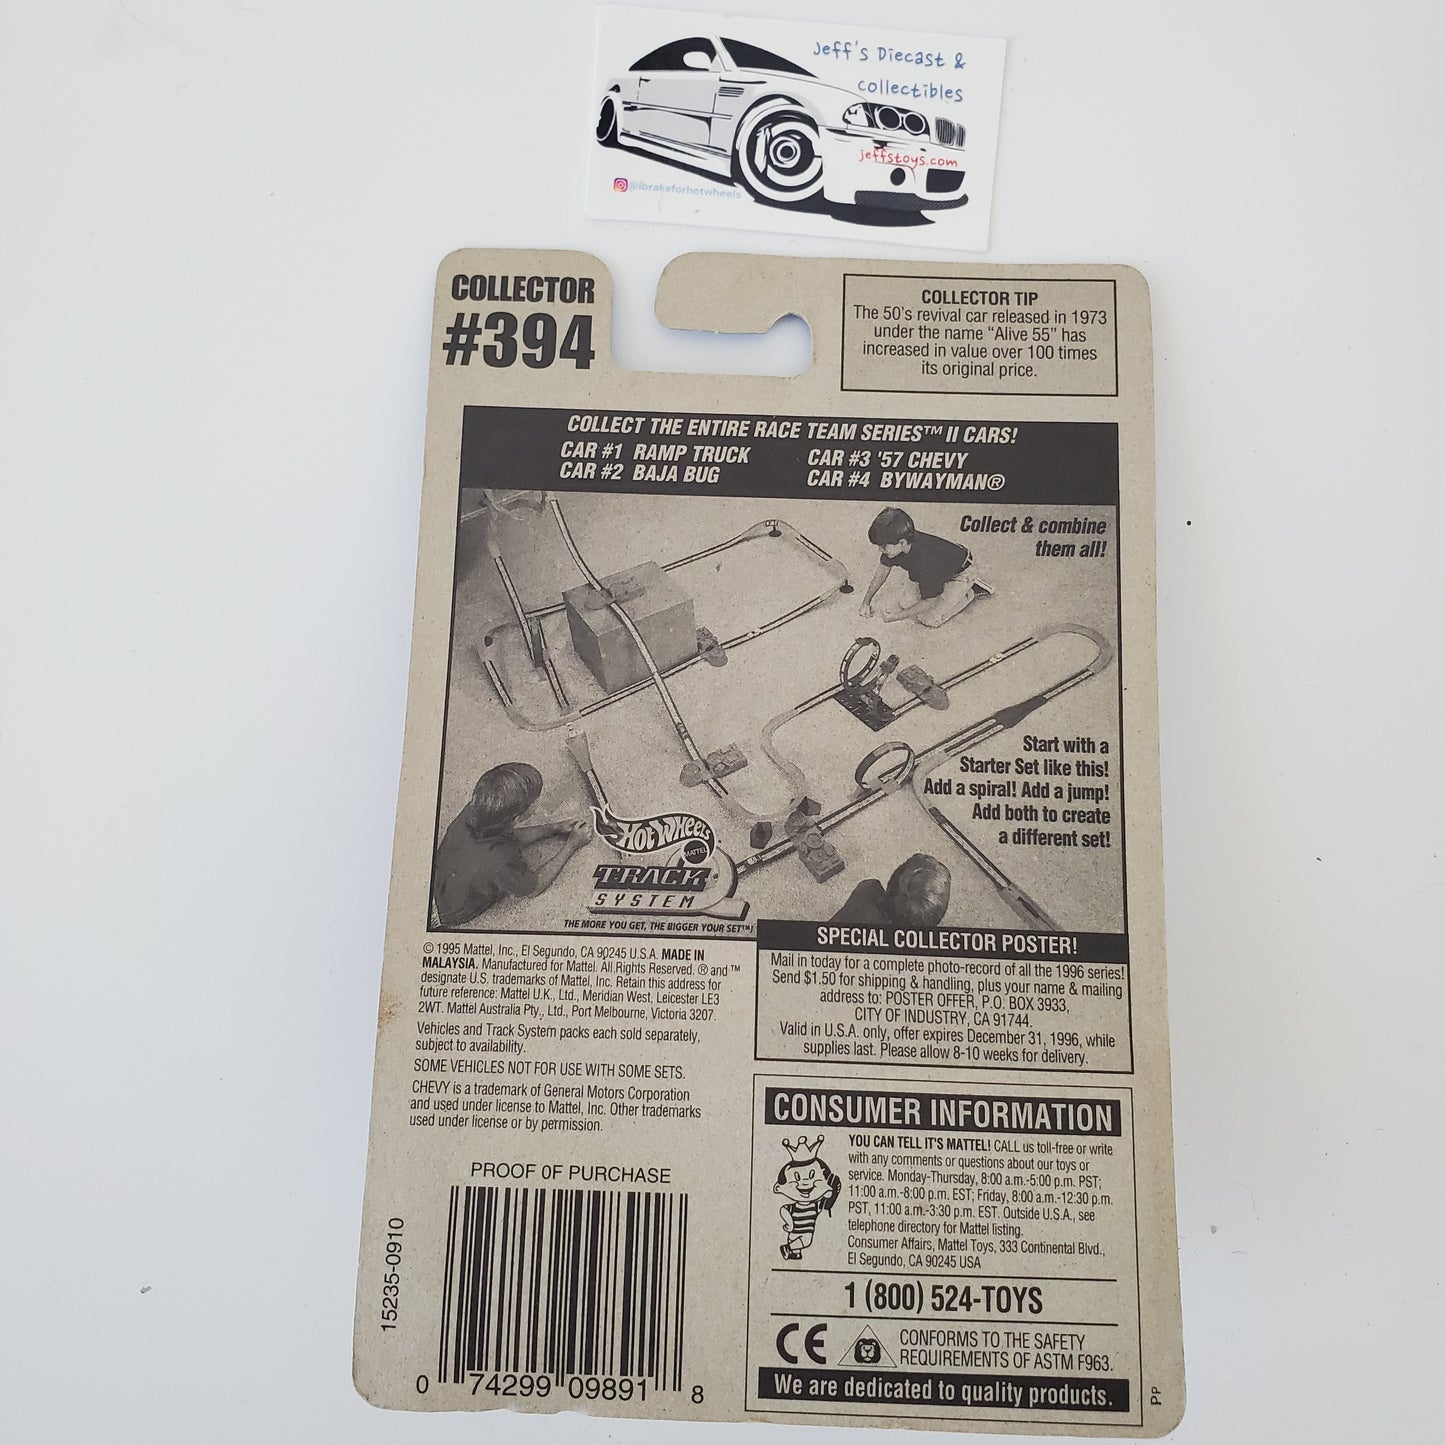 Jeff's Diecast &
collectibles
jeffstoys.com
@ibrakeforhotwheels
COLLECTOR
#394
COLLECTOR TIP
The 50's revival car released in 1973
under the name "Alive 55" has
increased in value over 100 times
its original price.
COLLECT THE ENTIRE RACE TEAM SERIES™ II CARS!
CAR #1 RAMP TRUCK
CAR #2 BAJA BUG
CAR #3 '57 CHEVY
CAR #4 BYWAYMAN®
Collect & combine
them all!
Start with a
Starter Set like this!
Add a spiral! Add a jump!
Add both to create
a different set!
HOT WHEELS
MATTEL
TRACK
SYSTEM
THE MORE YOU GET, THE BIGGER YOUR SET™!
© 1995 Mattel, Inc., El Segundo, CA 90245 U.S.A. MADE IN
MALAYSIA. Manufactured for Mattel. All Rights Reserved. ® and ™
designate U.S. trademarks of Mattel, Inc. Retain this address for
future reference: Mattel U.K., Ltd., Meridian West, Leicester LE3
2WT. Mattel Australia Pty., Ltd., Port Melbourne, Victoria 3207.
Vehicles and Track System packs each sold separately,
subject to availability.
SOME VEHICLES NOT FOR USE WITH SOME SETS.
CHEVY is a trademark of General Motors Corporation
and used under license to Mattel, Inc. Other trademarks
used under license or by permission.
SPECIAL COLLECTOR POSTER!
Mail in today for a complete photo-record of all the 1996 series!
Send $1.50 for shipping & handling, plus your name & mailing
address to: POSTER OFFER, P.O. BOX 3933,
CITY OF INDUSTRY, CA 91744.
Valid in U.S.A. only, offer expires December 31, 1996, while
supplies last. Please allow 8-10 weeks for delivery.
CONSUMER INFORMATION
YOU CAN TELL IT'S MATTEL! CALL us toll-free or write
with any comments or questions about our toys or
service. Monday-Thursday, 8:00 a.m.-5:00 p.m. PST;
11:00 a.m.-8:00 p.m. EST; Friday, 8:00 a.m.-12:30 p.m.
PST, 11:00 a.m.-3:30 p.m. EST. Outside U.S.A., see
telephone directory for Mattel listing.
Consumer Affairs, Mattel Toys, 333 Continental Blvd.,
El Segundo, CA 90245 USA
1 (800) 524-TOYS
CE
CONFORMS TO THE SAFETY
REQUIREMENTS OF ASTM F963.
We are dedicated to quality products.
PP
PROOF OF PURCHASE
15235-0910
0 74299 09891 8